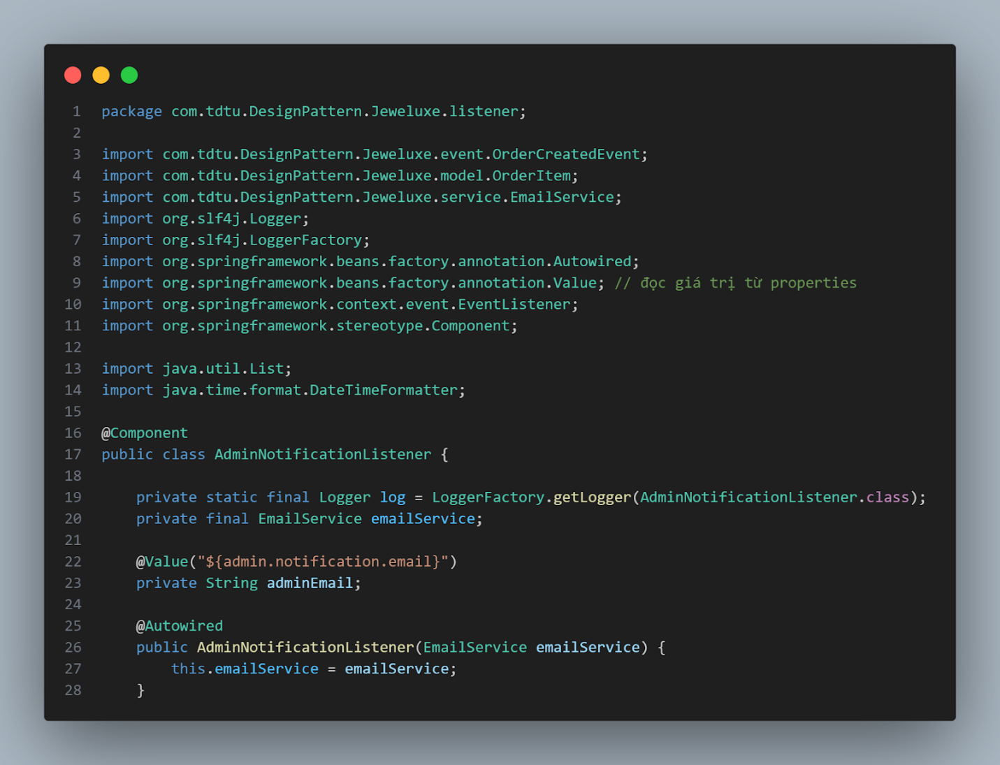 1 package com.tdtu.DesignPattern.Jeweluxe.listener;
2
3 import com.tdtu.DesignPattern.Jeweluxe.event.OrderCreatedEvent;
4 import com.tdtu.DesignPattern.Jeweluxe.model.OrderItem;
5 import com.tdtu.DesignPattern.Jeweluxe.service.EmailService;
6 import org.slf4j.Logger;
7 import org.slf4j.LoggerFactory;
8 import org.springframework.beans.factory.annotation.Autowired;
9 import org.springframework.beans.factory.annotation.Value; // đọc giá trị từ properties
10 import org.springframework.context.event.EventListener;
11 import org.springframework.stereotype.Component;
12
13 import java.util.List;
14 import java.time.format.DateTimeFormatter;
15
16 @Component
17 public class AdminNotificationListener {
18
19     private static final Logger log = LoggerFactory.getLogger(AdminNotificationListener.class);
20     private final EmailService emailService;
21
22     @Value("${admin.notification.email}")
23     private String adminEmail;
24
25     @Autowired
26     public AdminNotificationListener(EmailService emailService) {
27         this.emailService = emailService;
28     }